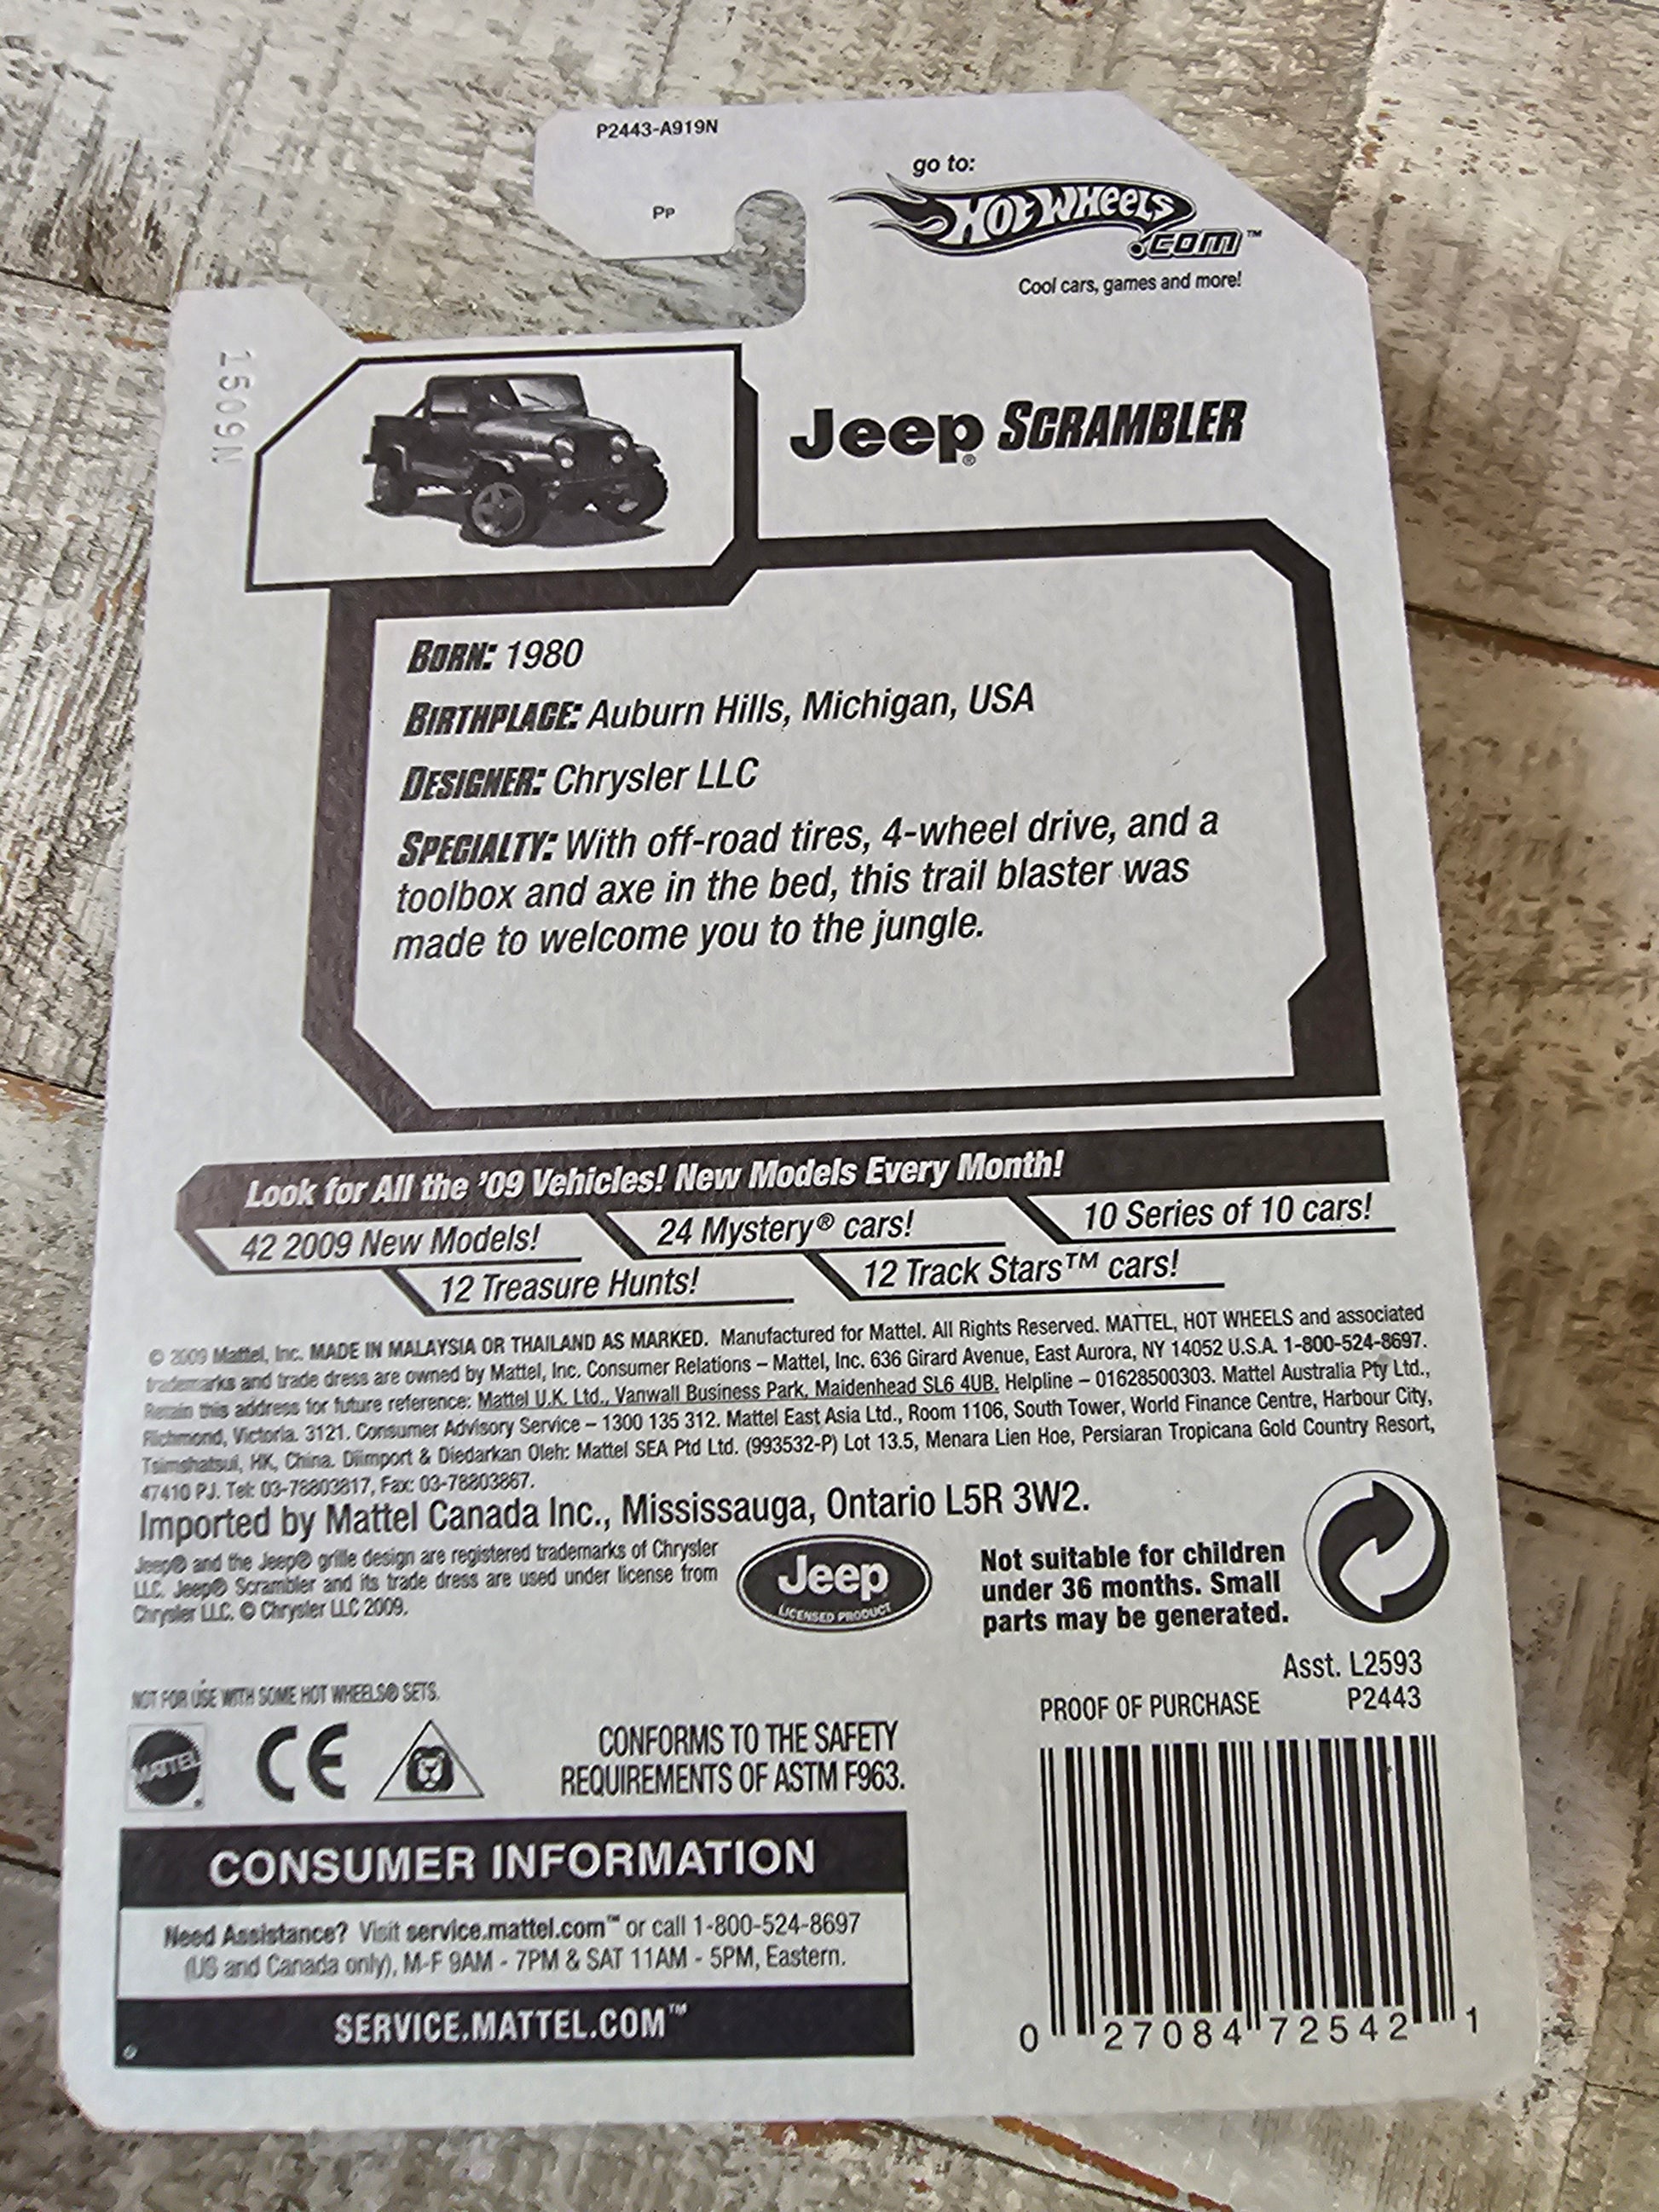 P2443-A919N
Pp
go to:
HOT WHEELS
.COM™
Cool cars, games and more!
1509N
Jeep® SCRAMBLER
BORN: 1980
BIRTHPLACE: Auburn Hills, Michigan, USA
DESIGNER: Chrysler LLC
SPECIALTY: With off-road tires, 4-wheel drive, and a
toolbox and axe in the bed, this trail blaster was
made to welcome you to the jungle.
Look for All the '09 Vehicles! New Models Every Month!
42 2009 New Models!
24 Mystery® cars!
10 Series of 10 cars!
12 Treasure Hunts!
12 Track Stars™ cars!
© 2009 Mattel, Inc. MADE IN MALAYSIA OR THAILAND AS MARKED. Manufactured for Mattel. All Rights Reserved. MATTEL, HOT WHEELS and associated
trademarks and trade dress are owned by Mattel, Inc. Consumer Relations – Mattel, Inc. 636 Girard Avenue, East Aurora, NY 14052 U.S.A. 1-800-524-8697.
Remain this address for future reference: Mattel U.K. Ltd., Vanwall Business Park, Maidenhead SL6 4UB. Helpline – 01628500303. Mattel Australia Pty Ltd.,
Richmond, Victoria. 3121. Consumer Advisory Service – 1300 135 312. Mattel East Asia Ltd., Room 1106, South Tower, World Finance Centre, Harbour City,
Tsimshatsui, HK, China. Diimport & Diedarkan Oleh: Mattel SEA Ptd Ltd. (993532-P) Lot 13.5, Menara Lien Hoe, Persiaran Tropicana Gold Country Resort,
47410 PJ. Tel: 03-78803817, Fax: 03-78803867.
Imported by Mattel Canada Inc., Mississauga, Ontario L5R 3W2.
Jeep® and the Jeep® grille design are registered trademarks of Chrysler
LLC. Jeep® Scrambler and its trade dress are used under license from
Chrysler LLC. © Chrysler LLC 2009.
Jeep
LICENSED PRODUCT
Not suitable for children
under 36 months. Small
parts may be generated.
Asst. L2593
PROOF OF PURCHASE P2443
NOT FOR USE WITH SOME HOT WHEELS® SETS.
MATTEL
CE
CONFORMS TO THE SAFETY
REQUIREMENTS OF ASTM F963.
CONSUMER INFORMATION
Need Assistance? Visit service.mattel.com™ or call 1-800-524-8697
(US and Canada only), M-F 9AM - 7PM & SAT 11AM - 5PM, Eastern.
SERVICE.MATTEL.COM™
0 27084 72542 1